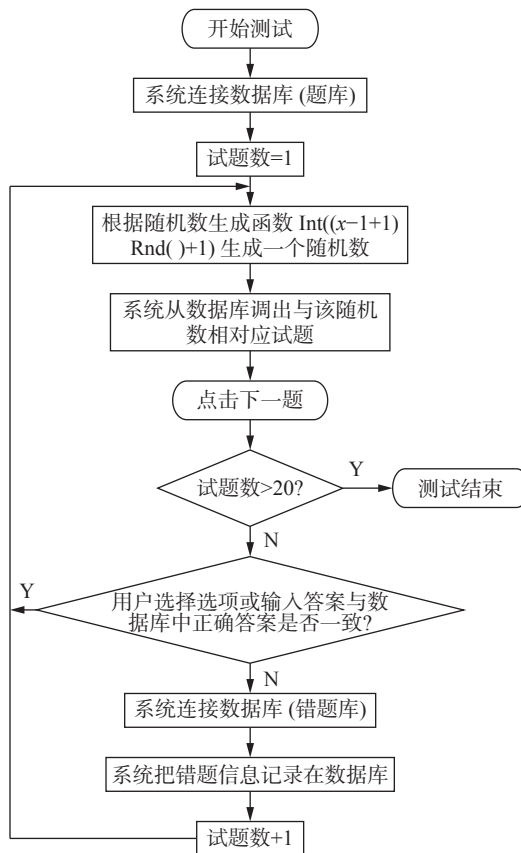 开始测试
系统连接数据库 (题库)
试题数=1
根据随机数生成函数 Int((x−1+1)
Rnd( )+1) 生成一个随机数
系统从数据库调出与该随机
数相对应试题
点击下一题
试题数>20?
Y
测试结束
N
Y
用户选择选项或输入答案与数
据库中正确答案是否一致?
N
系统连接数据库 (错题库)
系统把错题信息记录在数据库
试题数+1